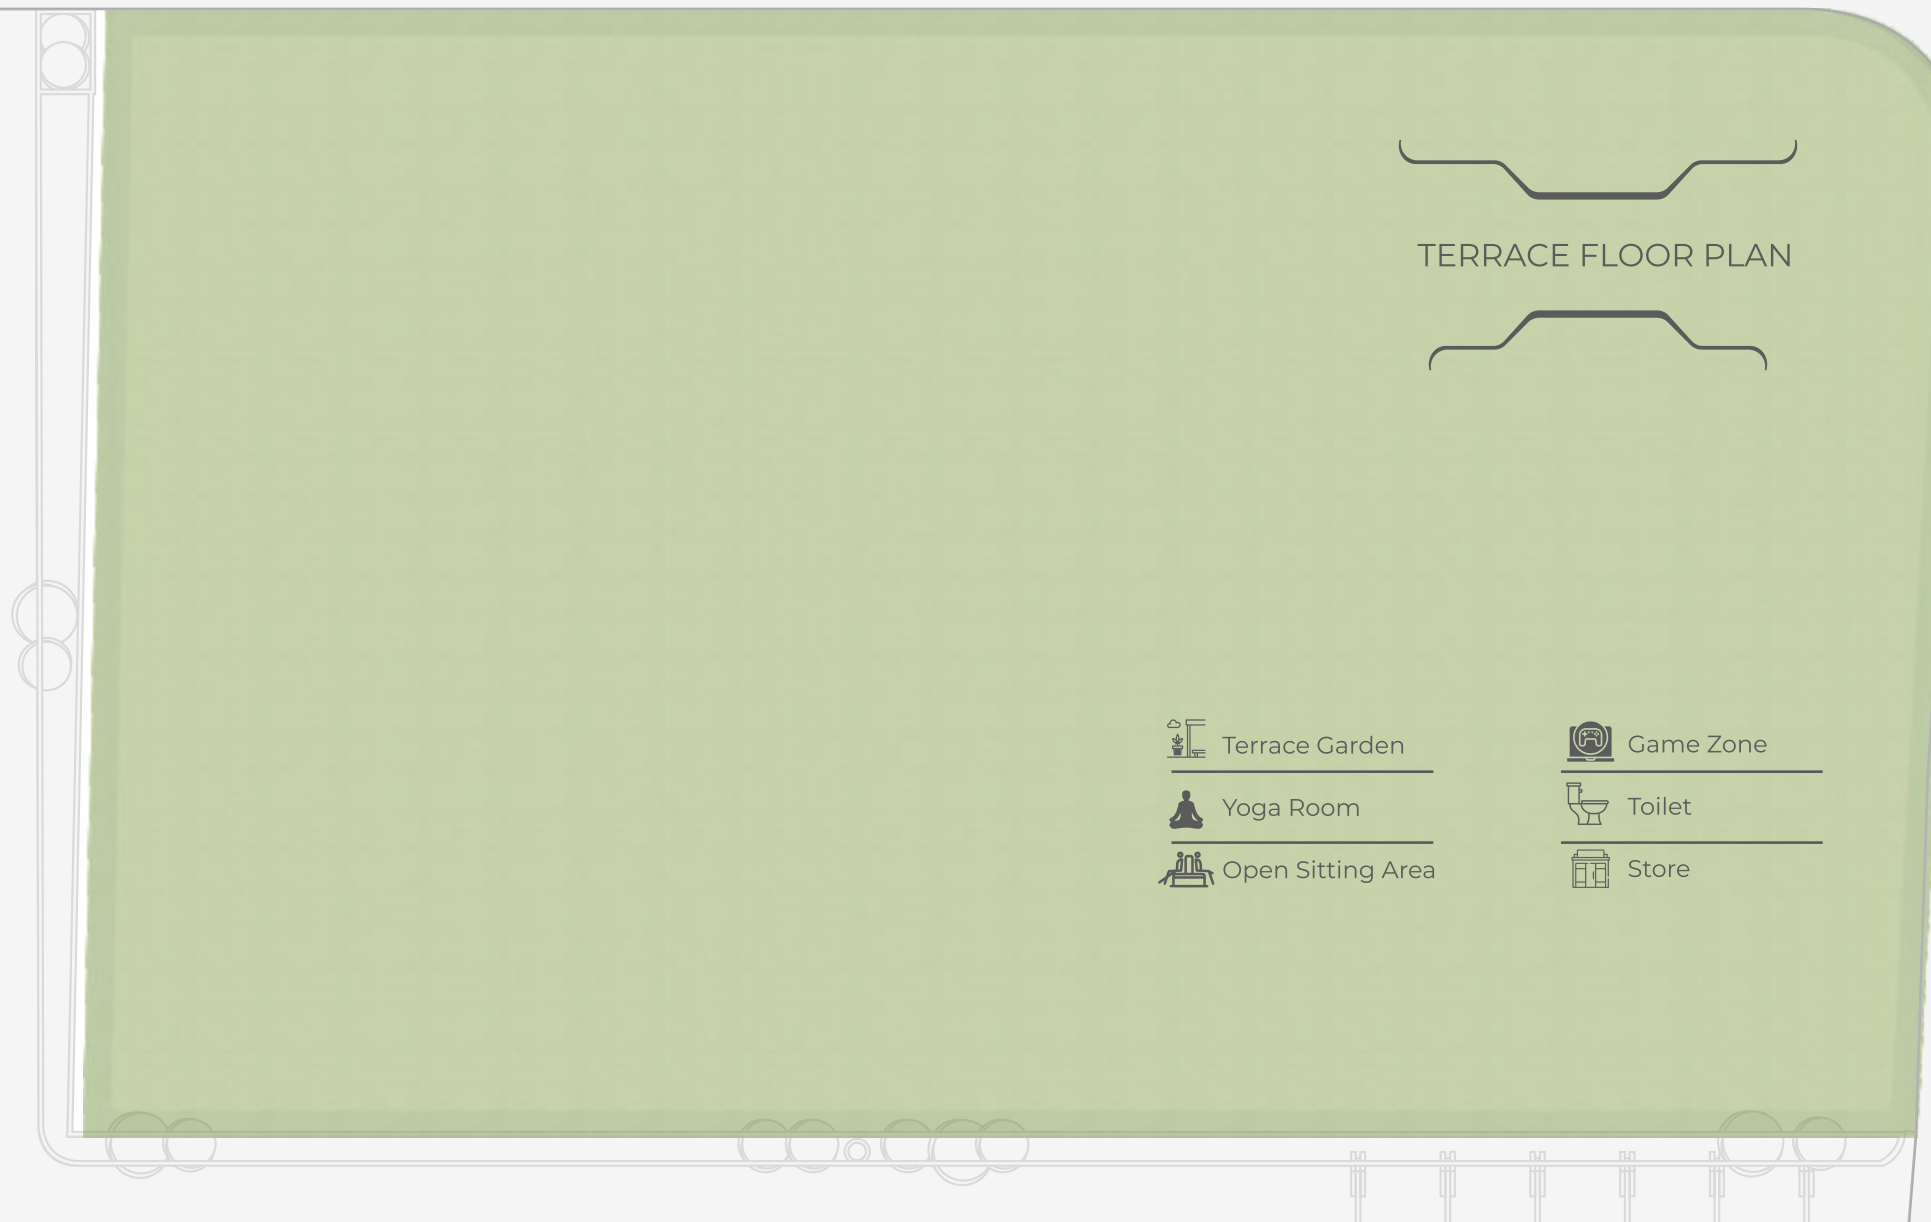 TERRACE FLOOR PLAN
Terrace Garden
Yoga Room
Open Sitting Area
Game Zone
Toilet
Store